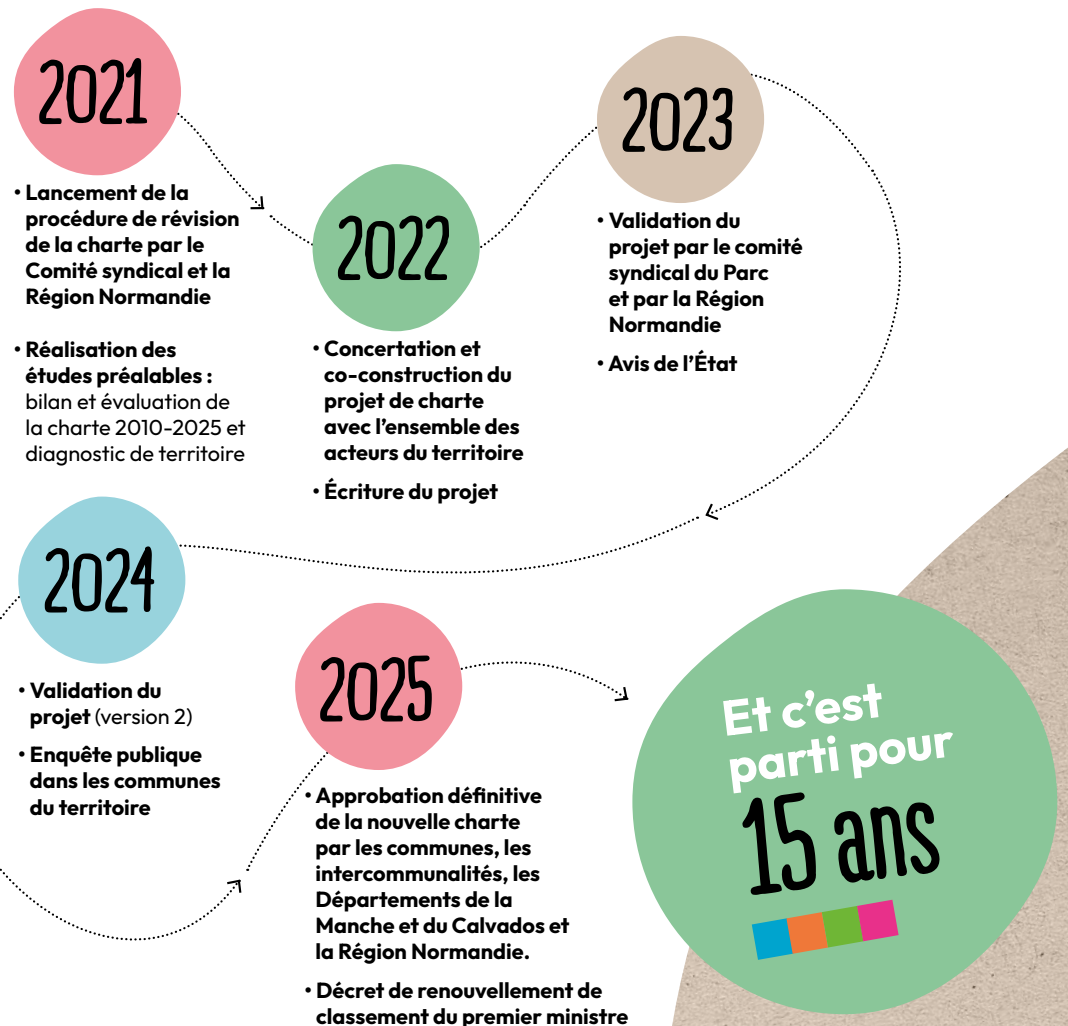 2021
• Lancement de la
procédure de révision
de la charte par le
Comité syndical et la
Région Normandie
• Réalisation des
études préalables :
bilan et évaluation de
la charte 2010-2025 et
diagnostic de territoire
2022
• Concertation et
co-construction du
projet de charte
avec l’ensemble des
acteurs du territoire
• Écriture du projet
2023
• Validation du
projet par le comité
syndical du Parc
et par la Région
Normandie
• Avis de l’État
2024
• Validation du
projet (version 2)
• Enquête publique
dans les communes
du territoire
2025
• Approbation définitive
de la nouvelle charte
par les communes, les
intercommunalités, les
Départements de la
Manche et du Calvados et
la Région Normandie.
• Décret de renouvellement de
classement du premier ministre
Et c’est
parti pour
15 ans